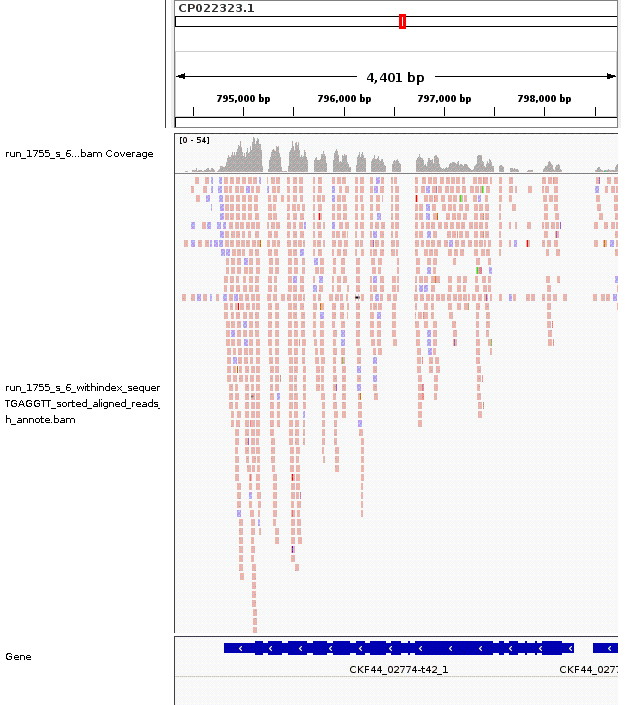 CP022323.1
4,401 bp
795,000 bp 796,000 bp 797,000 bp 798,000 bp
[0 - 54]
run_1755_s_6...bam Coverage
run_1755_s_6_withindex_sequer
TGAGGTT_sorted_aligned_reads_
h_annote.bam
Gene
CKF44_02774-t42_1 CKF44_027